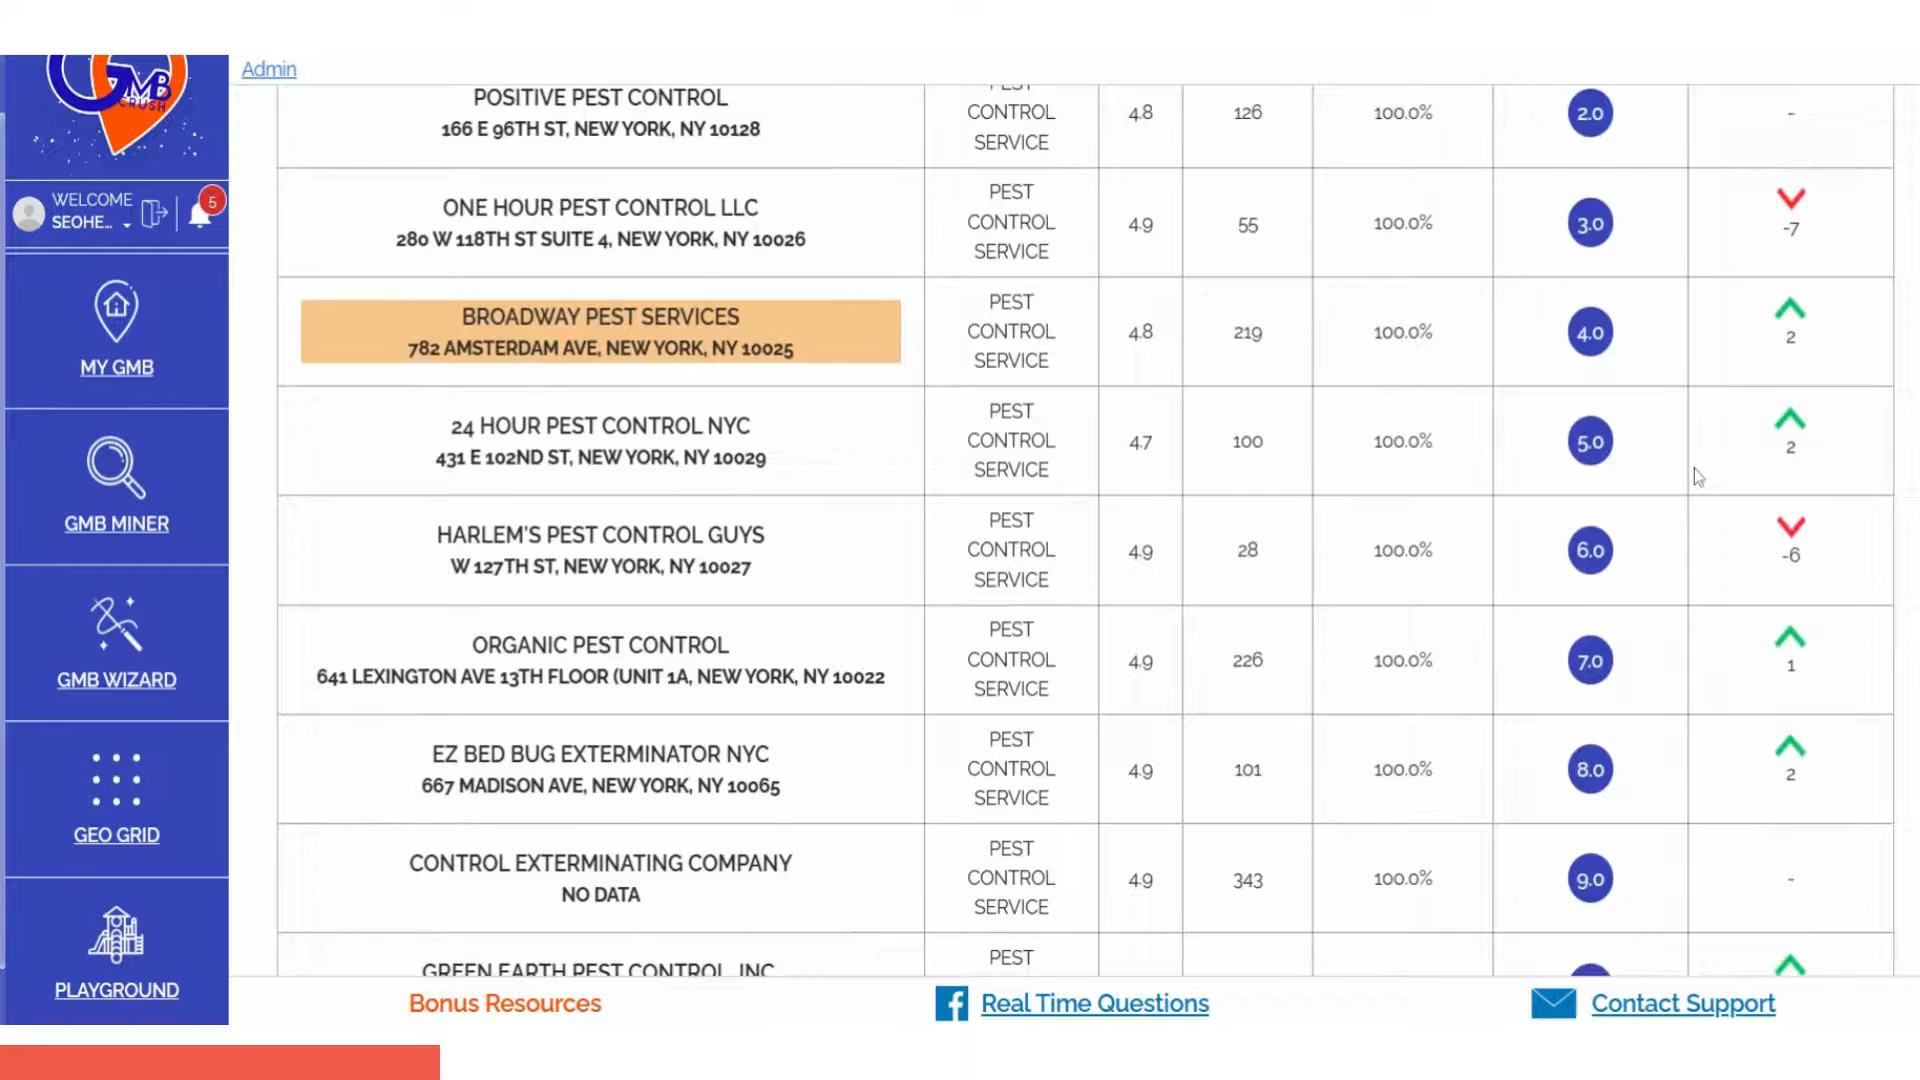 GMB
CRUSH
Admin
WELCOME
SEOHE...
5
MY GMB
GMB MINER
GMB WIZARD
GEO GRID
PLAYGROUND
POSITIVE PEST CONTROL
166 E 96TH ST, NEW YORK, NY 10128
PEST
CONTROL
SERVICE
4.8
126
100.0%
2.0
-
ONE HOUR PEST CONTROL LLC
280 W 118TH ST SUITE 4, NEW YORK, NY 10026
PEST
CONTROL
SERVICE
4.9
55
100.0%
3.0
-7
BROADWAY PEST SERVICES
782 AMSTERDAM AVE, NEW YORK, NY 10025
PEST
CONTROL
SERVICE
4.8
219
100.0%
4.0
2
24 HOUR PEST CONTROL NYC
431 E 102ND ST, NEW YORK, NY 10029
PEST
CONTROL
SERVICE
4.7
100
100.0%
5.0
2
HARLEM'S PEST CONTROL GUYS
W 127TH ST, NEW YORK, NY 10027
PEST
CONTROL
SERVICE
4.9
28
100.0%
6.0
-6
ORGANIC PEST CONTROL
641 LEXINGTON AVE 13TH FLOOR (UNIT 1A, NEW YORK, NY 10022
PEST
CONTROL
SERVICE
4.9
226
100.0%
7.0
1
EZ BED BUG EXTERMINATOR NYC
667 MADISON AVE, NEW YORK, NY 10065
PEST
CONTROL
SERVICE
4.9
101
100.0%
8.0
2
CONTROL EXTERMINATING COMPANY
NO DATA
PEST
CONTROL
SERVICE
4.9
343
100.0%
9.0
-
GREEN EARTH PEST CONTROL, INC
PEST
Bonus Resources
Real Time Questions
Contact Support